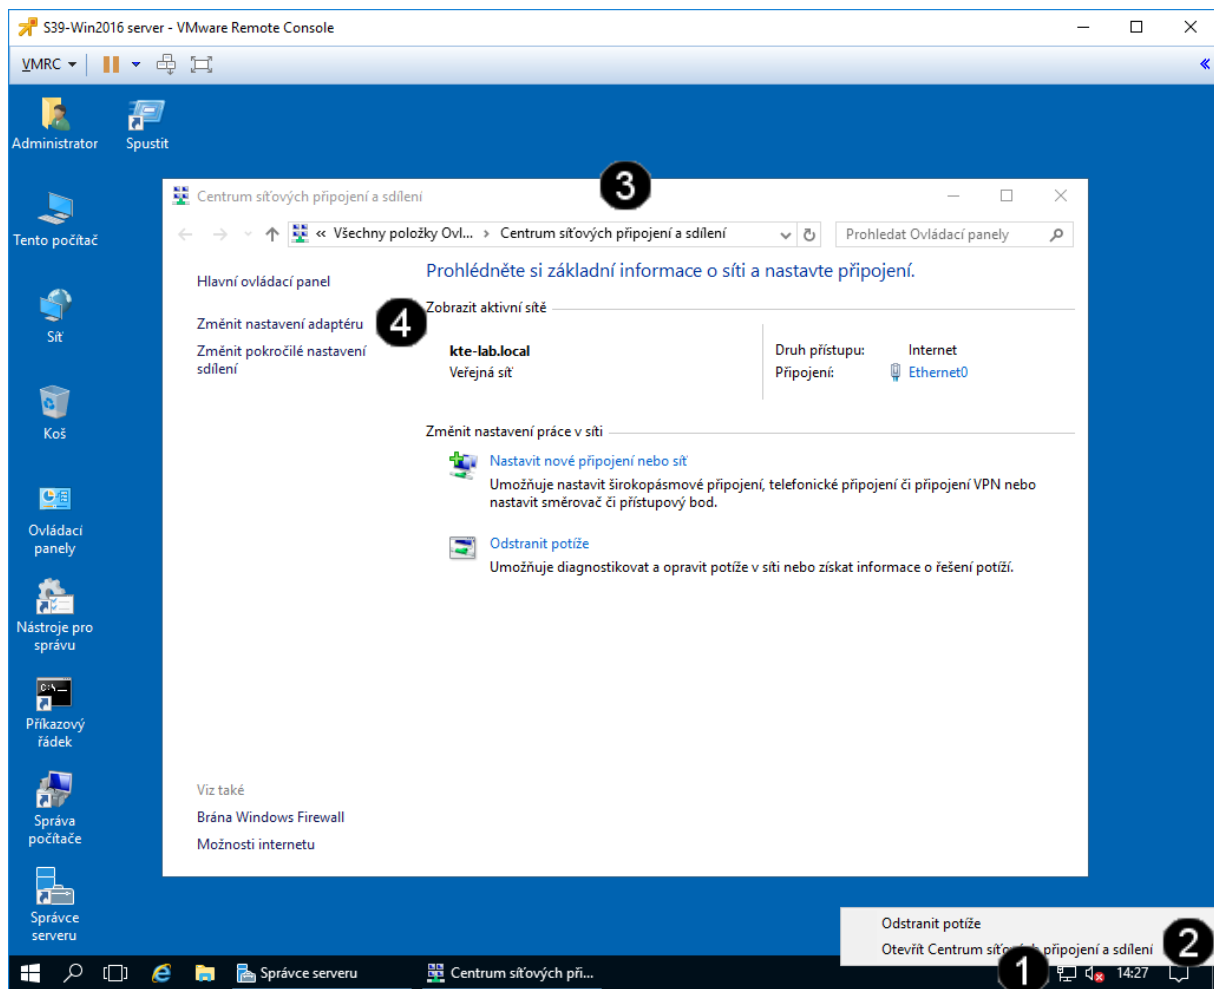 S39-Win2016 server - VMware Remote Console
VMRC
Administrator
Spustit
Tento počítač
Síť
Koš
Ovládací
panely
Nástroje pro
správu
C:\
Příkazový
řádek
Správa
počítače
Správce
serveru
3
Centrum síťových připojení a sdílení
« Všechny položky Ovl... › Centrum síťových připojení a sdílení
Prohledat Ovládací panely
Hlavní ovládací panel
Změnit nastavení adaptéru
4
Změnit pokročilé nastavení
sdílení
Prohlédněte si základní informace o síti a nastavte připojení.
Zobrazit aktivní sítě
kte-lab.local
Veřejná síť
Druh přístupu: Internet
Připojení: Ethernet0
Změnit nastavení práce v síti
Nastavit nové připojení nebo síť
Umožňuje nastavit širokopásmové připojení, telefonické připojení či připojení VPN nebo
nastavit směrovač či přístupový bod.
Odstranit potíže
Umožňuje diagnostikovat a opravit potíže v síti nebo získat informace o řešení potíží.
Viz také
Brána Windows Firewall
Možnosti internetu
Odstranit potíže
Otevřít Centrum síťových připojení a sdílení
2
1
Správce serveru
Centrum síťových při...
14:27